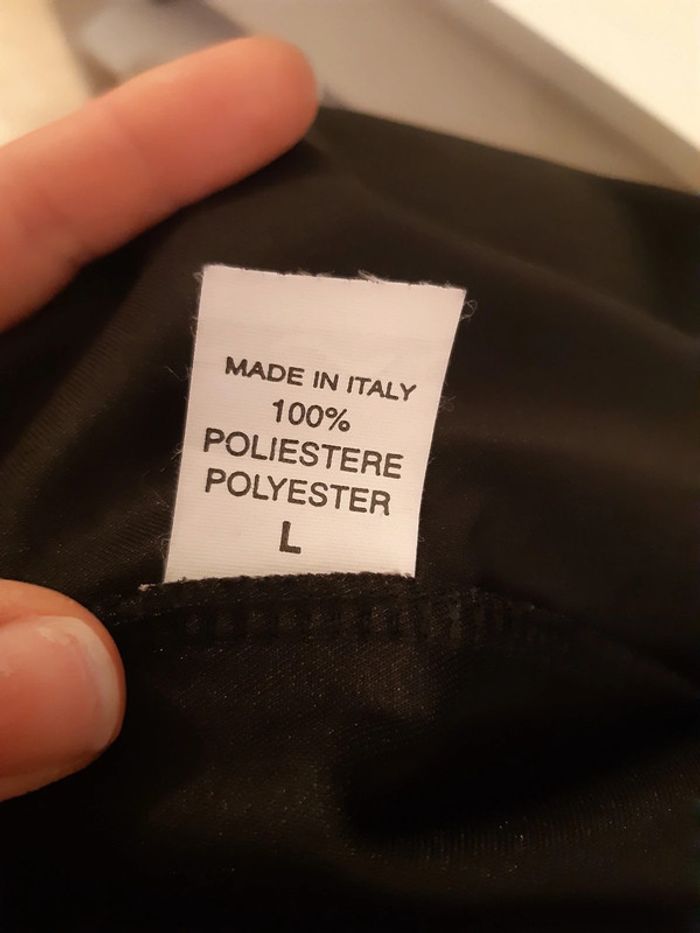 MADE IN ITALY
100%
POLIESTERE
POLYESTER
L